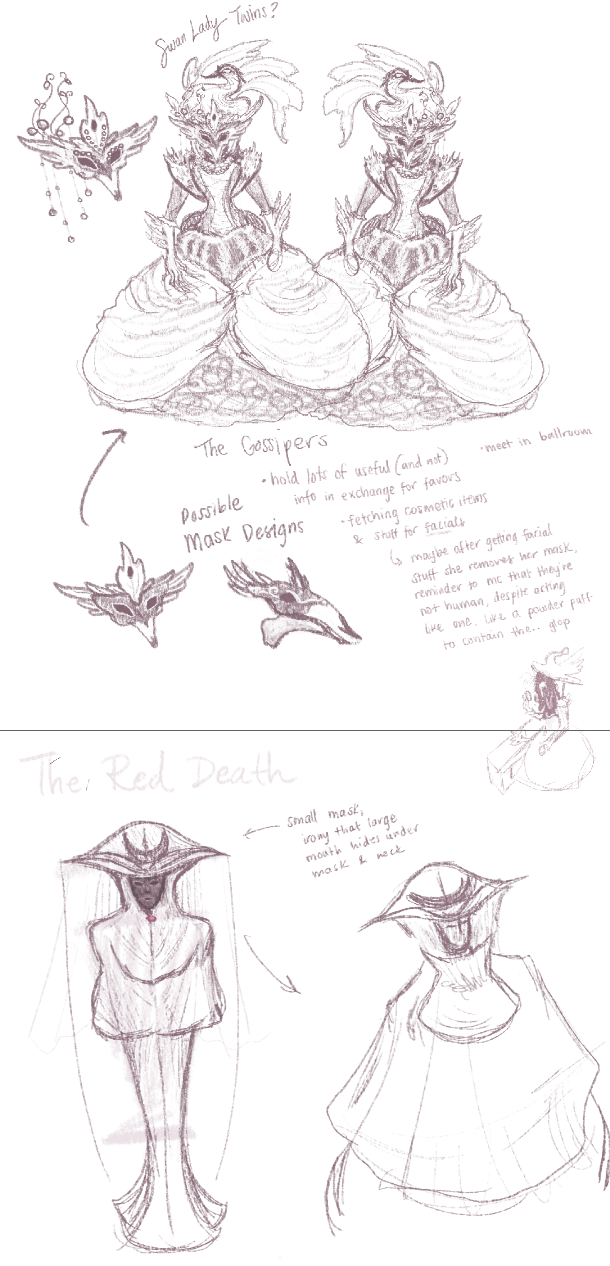 Swan Lady Twins?
The Gossipers
• hold lots of useful (and not)
info in exchange for favors
• meet in ballroom
• fetching cosmetic items
& stuff for facials
↳ maybe after getting facial
stuff she removes her mask,
reminder to mc that they're
not human, despite acting
like one. like a powder puff
to contain the.. glop
Possible
Mask Designs
The Red Death
small mask,
irony that large
mouth hides under
mask & neck